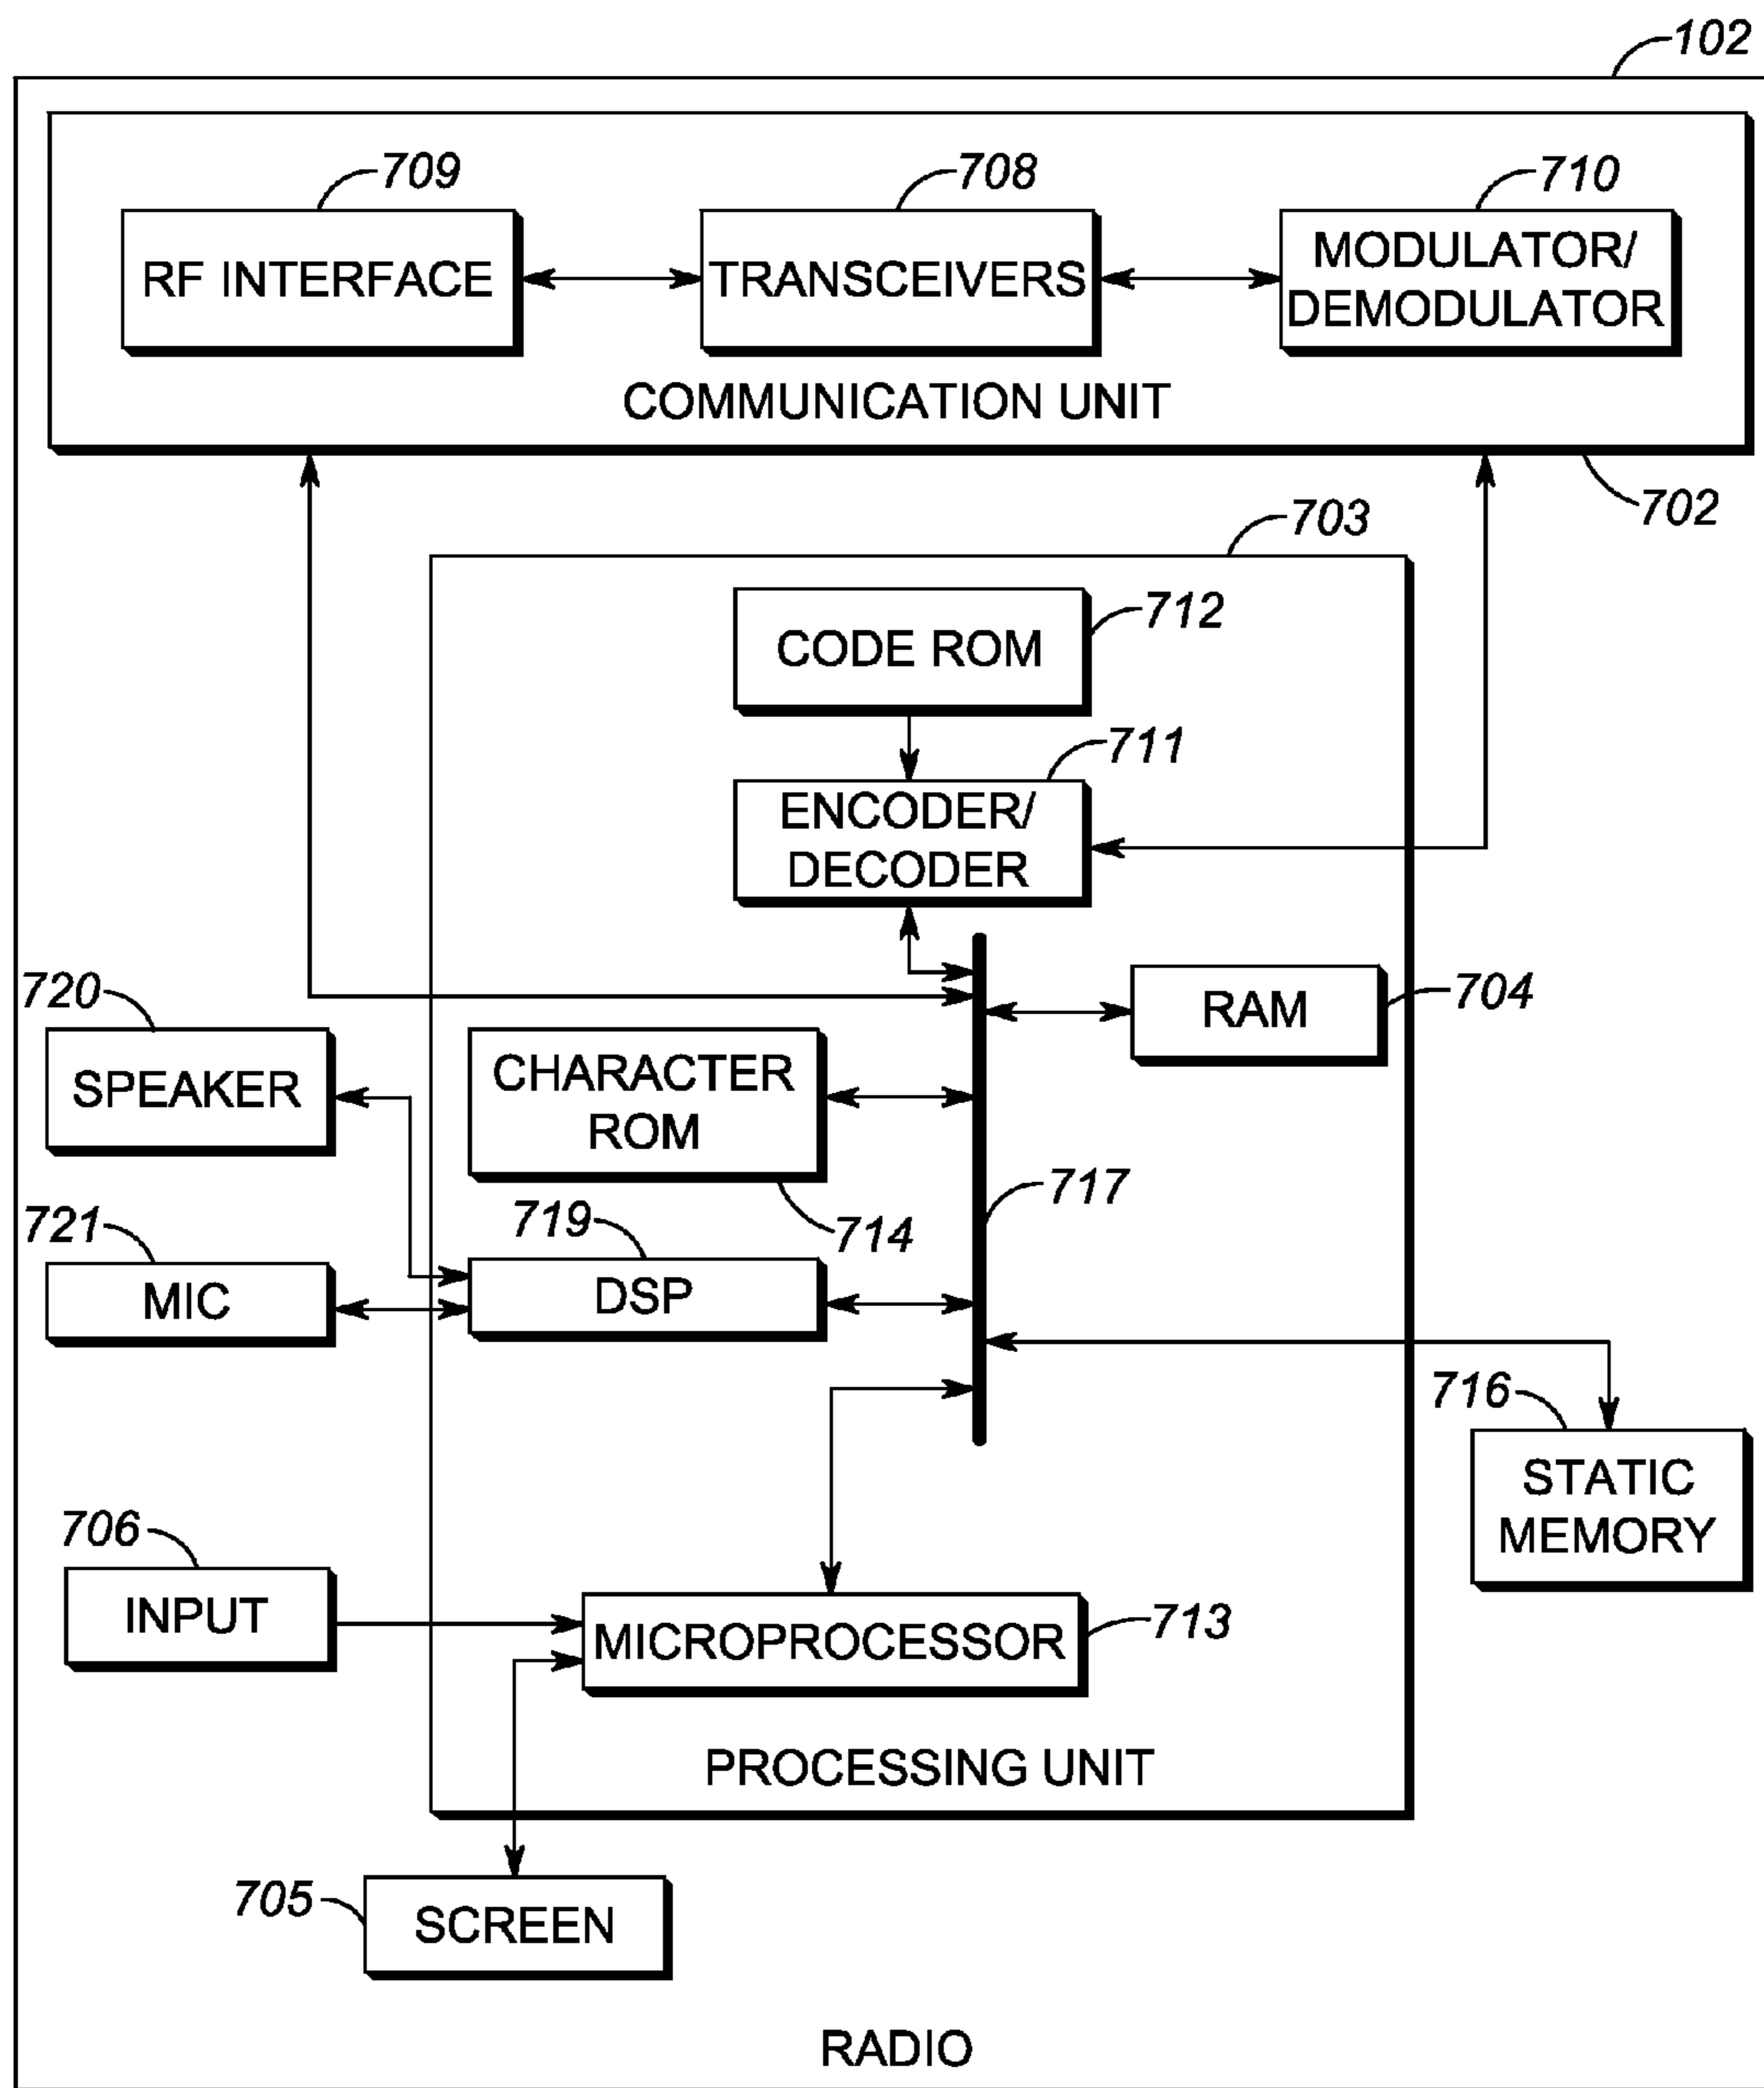 102
709
708
710
RF INTERFACE
TRANSCEIVERS
MODULATOR/
DEMODULATOR
COMMUNICATION UNIT
702
703
712
CODE ROM
711
ENCODER/
DECODER
720
704
RAM
SPEAKER
CHARACTER
ROM
717
721
719
714
MIC
DSP
716
STATIC
MEMORY
706
INPUT
713
MICROPROCESSOR
PROCESSING UNIT
705
SCREEN
RADIO